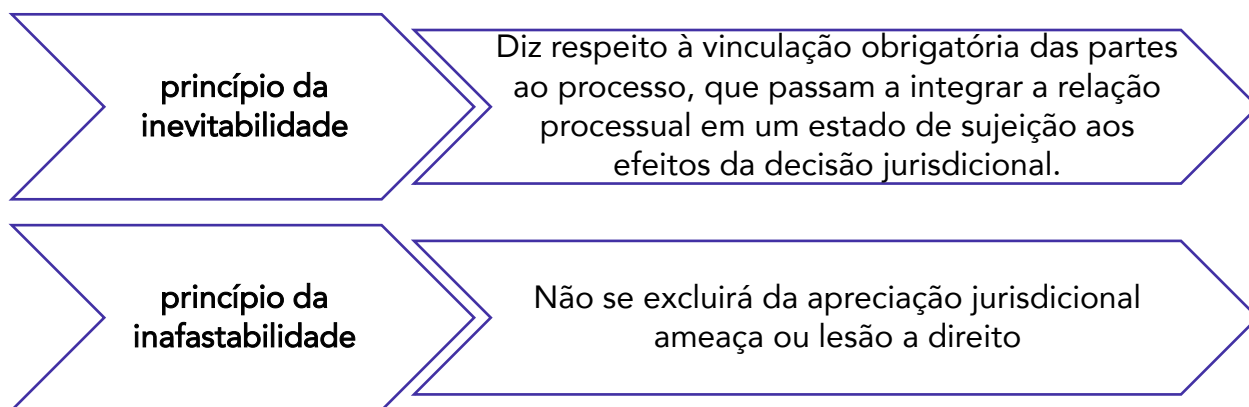 princípio da
inevitabilidade
Diz respeito à vinculação obrigatória das partes
ao processo, que passam a integrar a relação
processual em um estado de sujeição aos
efeitos da decisão jurisdicional.
princípio da
inafastabilidade
Não se excluirá da apreciação jurisdicional
ameaça ou lesão a direito